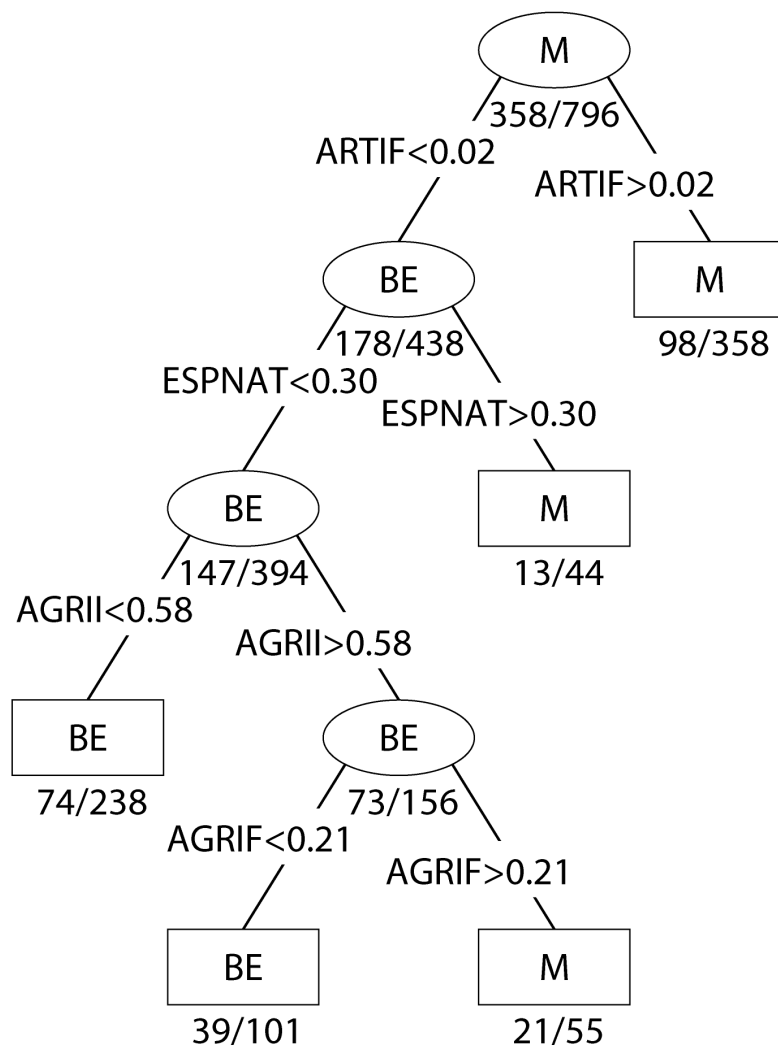 M
358/796
ARTIF<0.02
ARTIF>0.02
BE
178/438
M
98/358
ESPNAT<0.30
ESPNAT>0.30
BE
147/394
M
13/44
AGRII<0.58
AGRII>0.58
BE
74/238
BE
73/156
AGRIF<0.21
AGRIF>0.21
BE
39/101
M
21/55